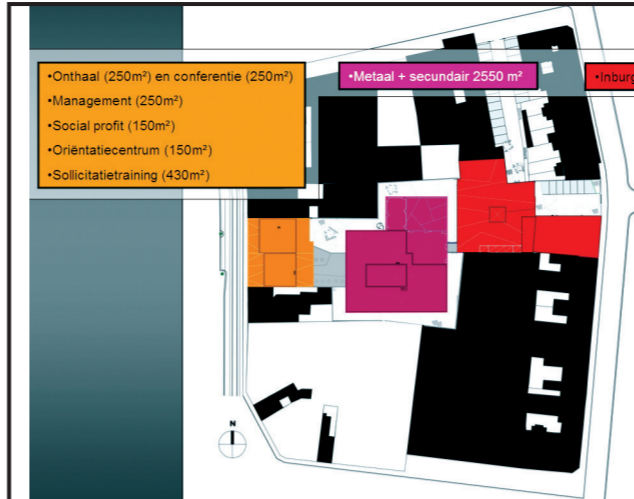 •Onthaal (250m²) en conferentie (250m²)
•Management (250m²)
•Social profit (150m²)
•Oriëntatiecentrum (150m²)
•Sollicitatietraining (430m²)
•Metaal + secundair 2550 m²
•Inburg
N